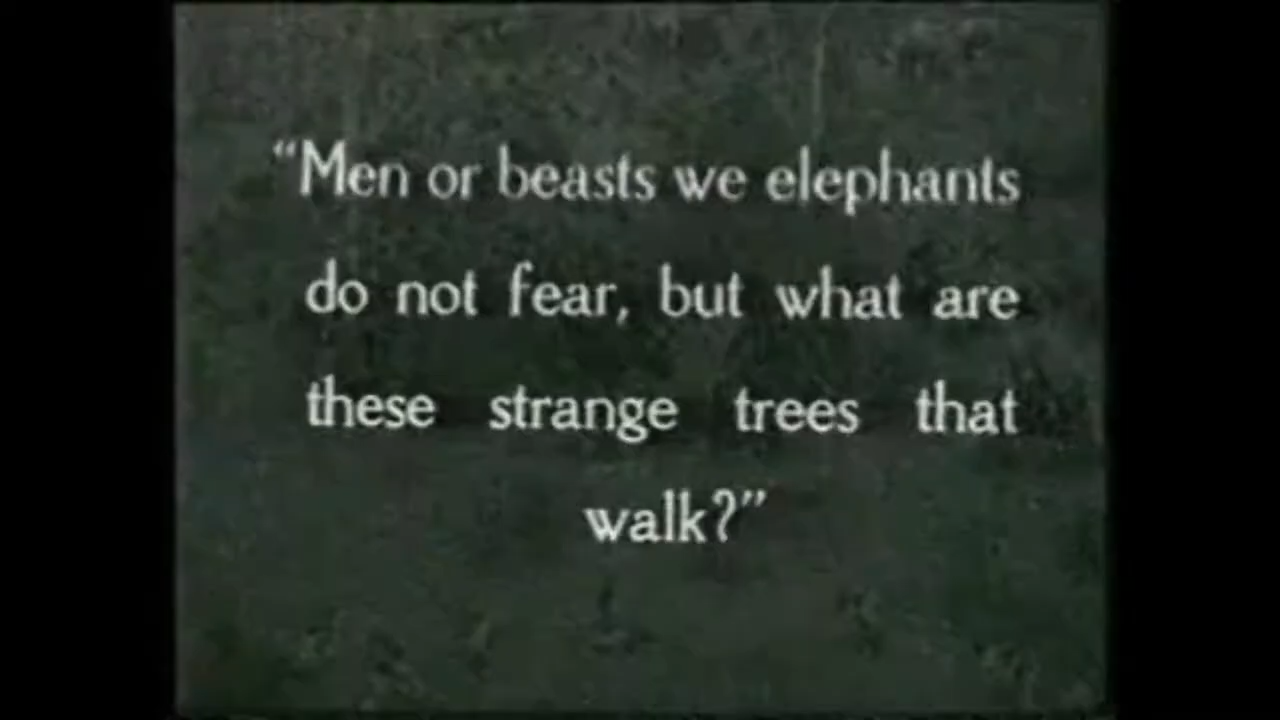 “Men or beasts we elephants
do not fear, but what are
these strange trees that
walk?”